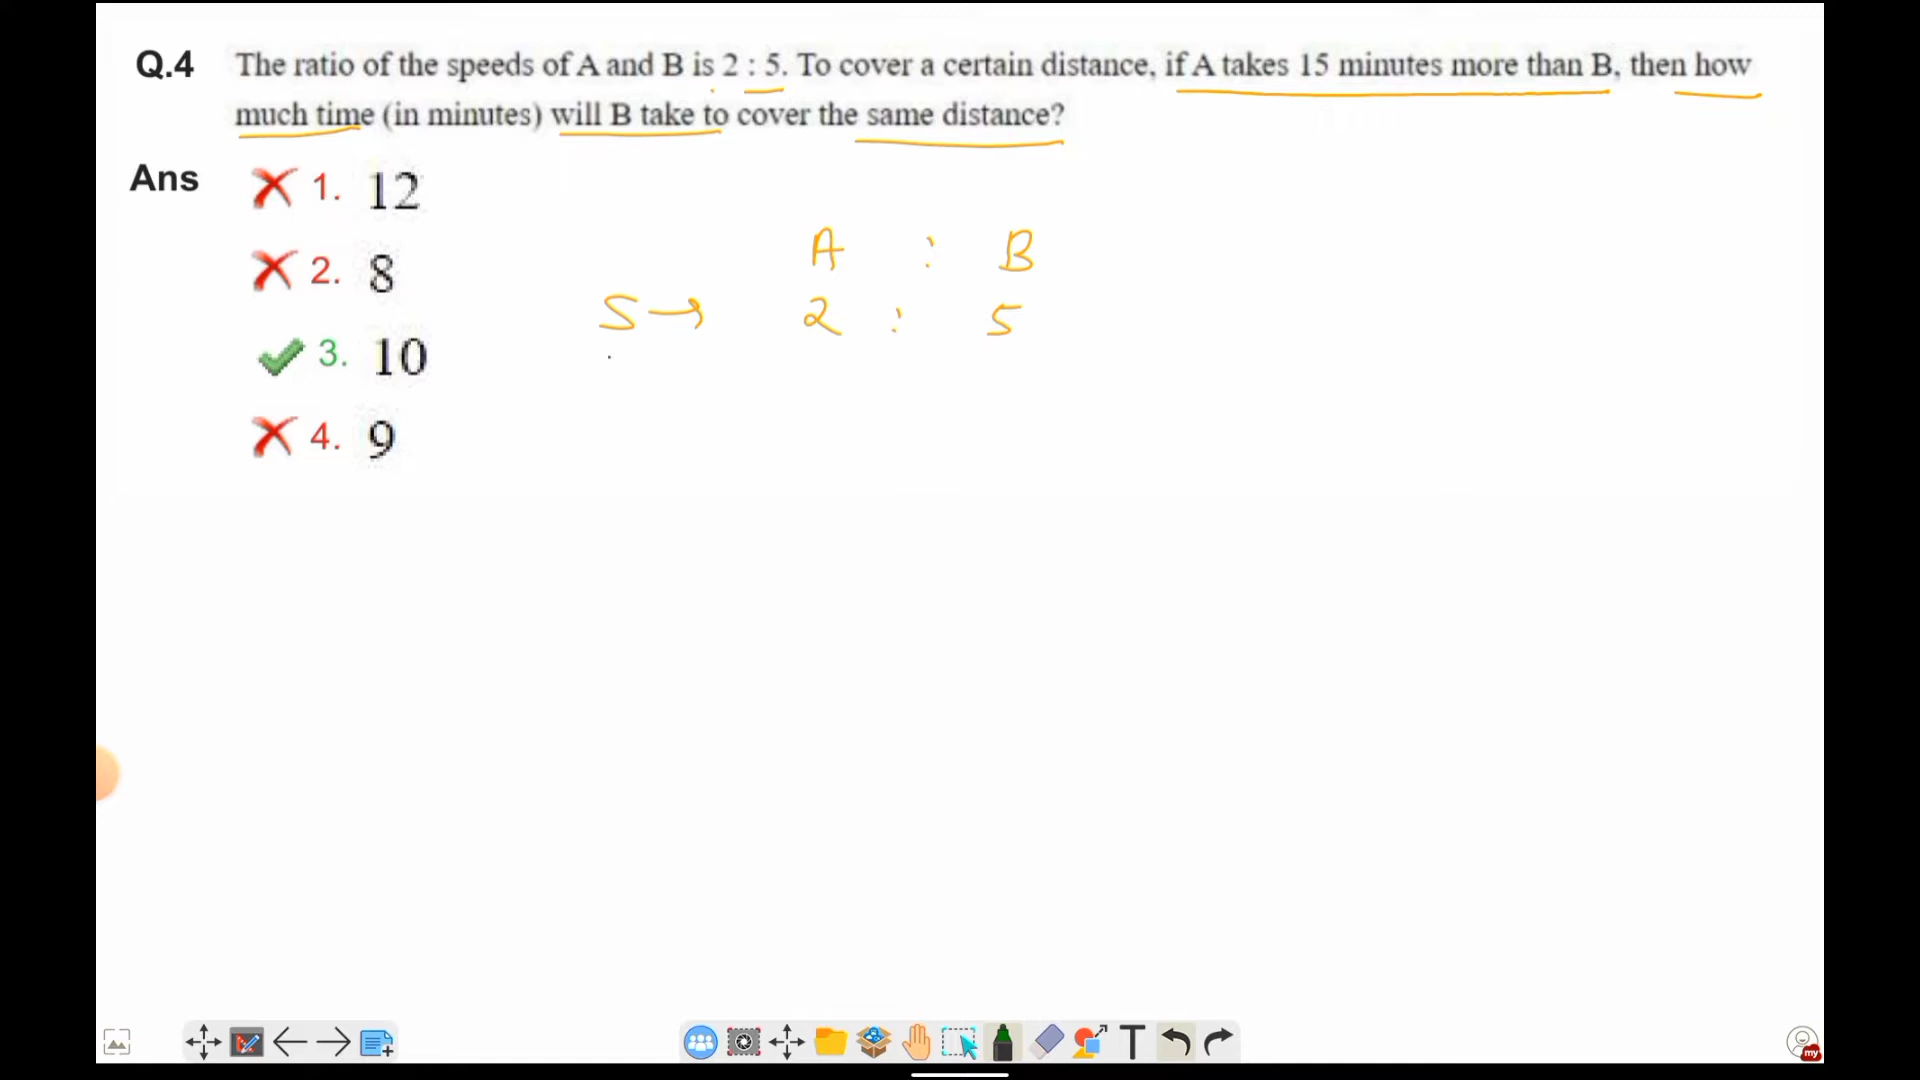 Q.4 The ratio of the speeds of A and B is 2 : 5. To cover a certain distance, if A takes 15 minutes more than B, then how
much time (in minutes) will B take to cover the same distance?
Ans 1. 12
2. 8
3. 10
4. 9
A : B
S → 2 : 5
T
my